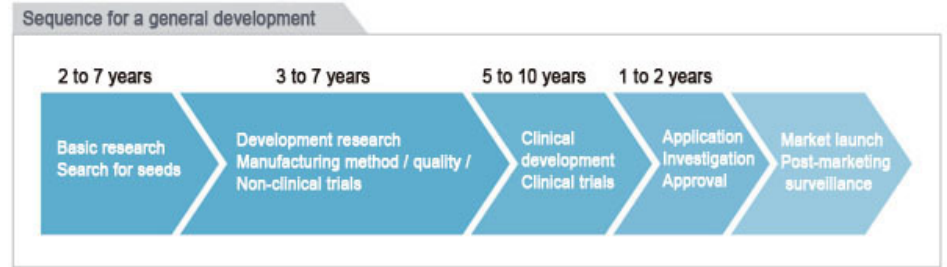 Sequence for a general development
2 to 7 years
3 to 7 years
5 to 10 years
1 to 2 years
Basic research
Search for seeds
Development research
Manufacturing method / quality /
Non-clinical trials
Clinical
development
Clinical trials
Application
Investigation
Approval
Market launch
Post-marketing
surveillance